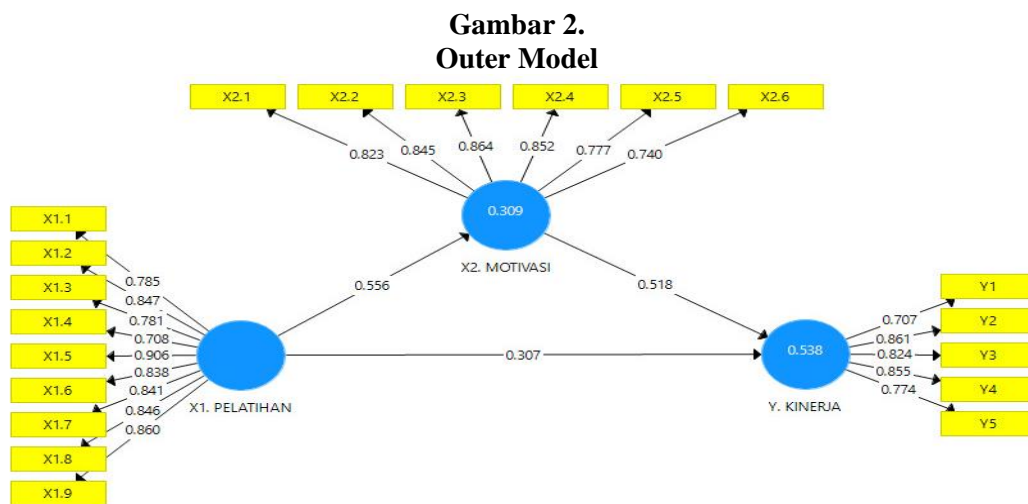 Gambar 2.
Outer Model
X2.1 X2.2 X2.3 X2.4 X2.5 X2.6
0.823 0.845 0.864 0.852 0.777 0.740
0.309
X2. MOTIVASI
X1.1
X1.2
X1.3
X1.4
X1.5
X1.6
X1.7
X1.8
X1.9
0.785
0.847
0.781
0.708
0.906
0.838
0.841
0.846
0.860
X1. PELATIHAN
0.556
0.518
0.307
0.538
Y. KINERJA
0.707
0.861
0.824
0.855
0.774
Y1
Y2
Y3
Y4
Y5